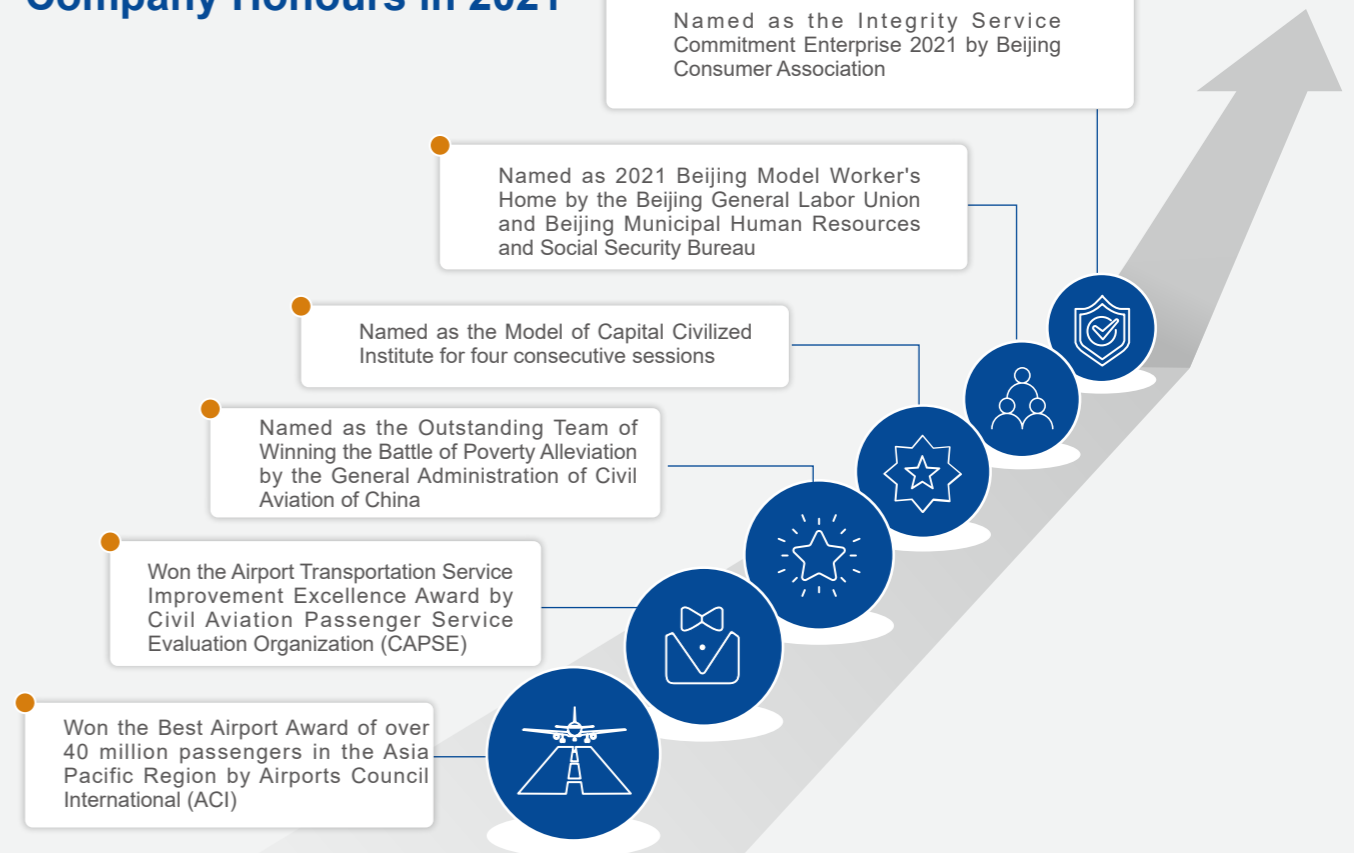 Company Honours in 2021
Named as the Integrity Service
Commitment Enterprise 2021 by Beijing
Consumer Association
Named as 2021 Beijing Model Worker's
Home by the Beijing General Labor Union
and Beijing Municipal Human Resources
and Social Security Bureau
Named as the Model of Capital Civilized
Institute for four consecutive sessions
Named as the Outstanding Team of
Winning the Battle of Poverty Alleviation
by the General Administration of Civil
Aviation of China
Won the Airport Transportation Service
Improvement Excellence Award by
Civil Aviation Passenger Service
Evaluation Organization (CAPSE)
Won the Best Airport Award of over
40 million passengers in the Asia
Pacific Region by Airports Council
International (ACI)